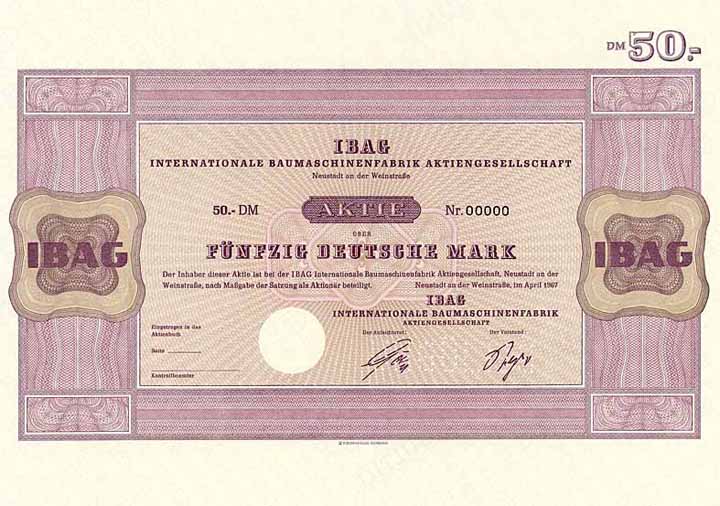 DM 50.-
IBAG
INTERNATIONALE BAUMASCHINENFABRIK AKTIENGESELLSCHAFT
Neustadt an der Weinstraße
50.- DM AKTIE Nr. 00000
ÜBER
FÜNFZIG DEUTSCHE MARK
IBAG
IBAG
Der Inhaber dieser Aktie ist bei der IBAG Internationale Baumaschinenfabrik Aktiengesellschaft, Neustadt an der
Weinstraße, nach Maßgabe der Satzung als Aktionär beteiligt. Neustadt an der Weinstraße, im April 1967
IBAG
INTERNATIONALE BAUMASCHINENFABRIK
AKTIENGESELLSCHAFT
Eingetragen in das
Aktienbuch
Der Aufsichtsrat: Der Vorstand:
Seite
Kontrollbeamter